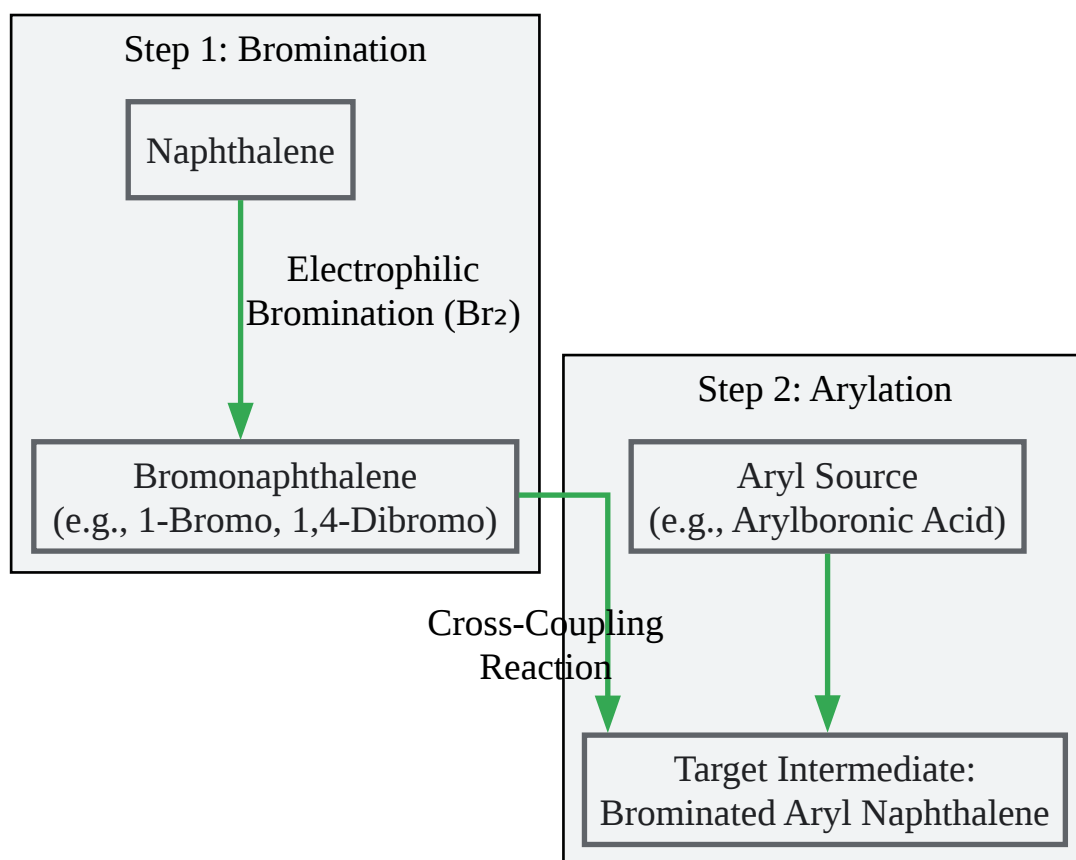 Step 1: Bromination
Naphthalene
Electrophilic
Bromination (Br₂)
Bromonaphthalene
(e.g., 1-Bromo, 1,4-Dibromo)
Step 2: Arylation
Aryl Source
(e.g., Arylboronic Acid)
Cross-Coupling
Reaction
Target Intermediate:
Brominated Aryl Naphthalene